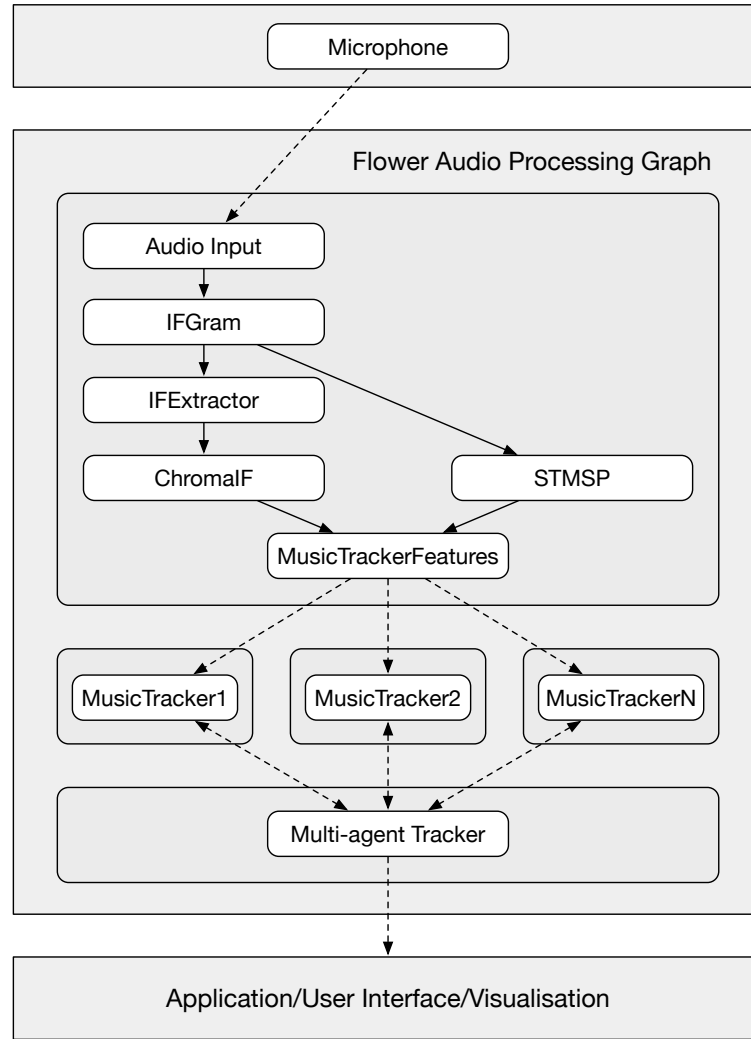 Microphone
Flower Audio Processing Graph
Audio Input
IFGram
IFExtractor
ChromaIF
STMSP
MusicTrackerFeatures
MusicTracker1
MusicTracker2
MusicTrackerN
Multi-agent Tracker
Application/User Interface/Visualisation